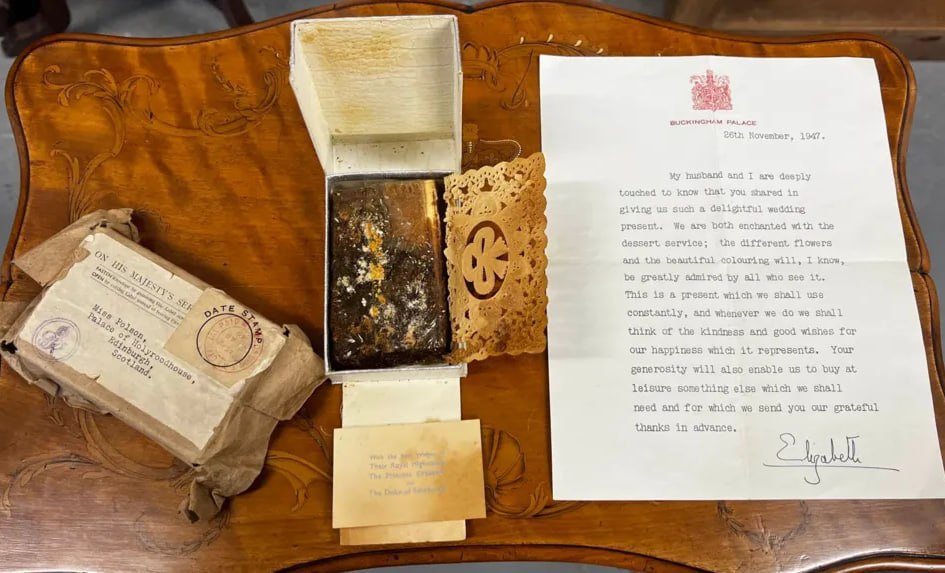 ON HIS MAJESTY'S SER
DATE STAMP
Miss Polson,
Palace of Holyroodhouse,
Edinburgh,
Scotland.
With the best Wishes
Their Royal Highnesses
The Princess Elizabeth
and
The Duke of Edinburgh
BUCKINGHAM PALACE
26th November, 1947.
My husband and I are deeply
touched to know that you shared in
giving us such a delightful wedding
present. We are both enchanted with the
dessert service; the different flowers
and the beautiful colouring will, I know,
be greatly admired by all who see it.
This is a present which we shall use
constantly, and whenever we do we shall
think of the kindness and good wishes for
our happiness which it represents. Your
generosity will also enable us to buy at
leisure something else which we shall
need and for which we send you our grateful
thanks in advance.
Elizabeth